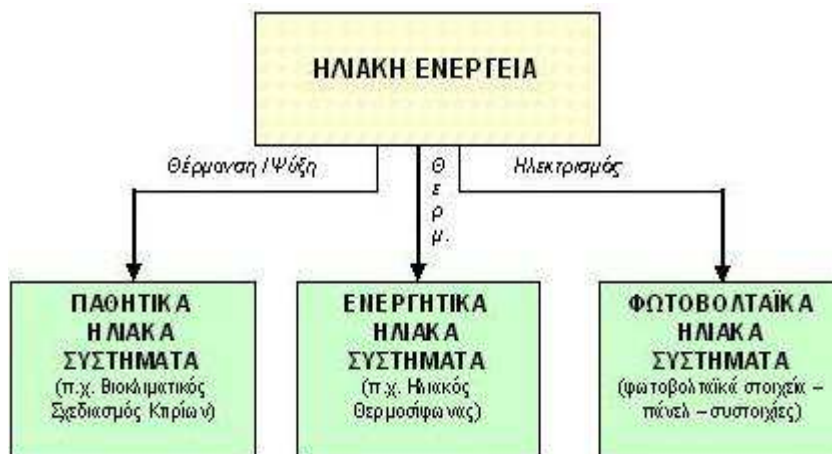 ΗΛΙΑΚΗ ΕΝΕΡΓΕΙΑ
Θέρμανση /Ψύξη
Θερμ.
Ηλεκτρισμός
ΠΑΘΗΤΙΚΑ
ΗΛΙΑΚΑ
ΣΥΣΤΗΜΑΤΑ
(π.χ. Βιοκλιματικός
Σχεδιασμός Κτιρίων)
ΕΝΕΡΓΗΤΙΚΑ
ΗΛΙΑΚΑ
ΣΥΣΤΗΜΑΤΑ
(π.χ. Ηλιακός
Θερμοσίφωνας)
ΦΩΤΟΒΟΛΤΑΪΚΑ
ΗΛΙΑΚΑ
ΣΥΣΤΗΜΑΤΑ
(φωτοβολταϊκά στοιχεία –
πάνελ – συστοιχίες)